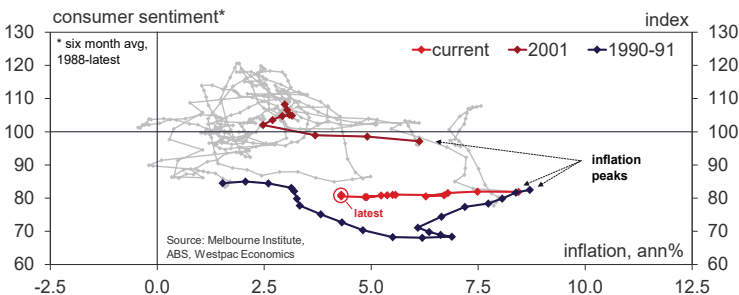 consumer sentiment*
index
130
130
* six month avg,
1988-latest
current
2001
1990-91
120
120
110
110
100
100
inflation
peaks
90
90
80
80
latest
70
70
Source: Melbourne Institute,
ABS, Westpac Economics
inflation, ann%
60
60
-2.5
0.0
2.5
5.0
7.5
10.0
12.5